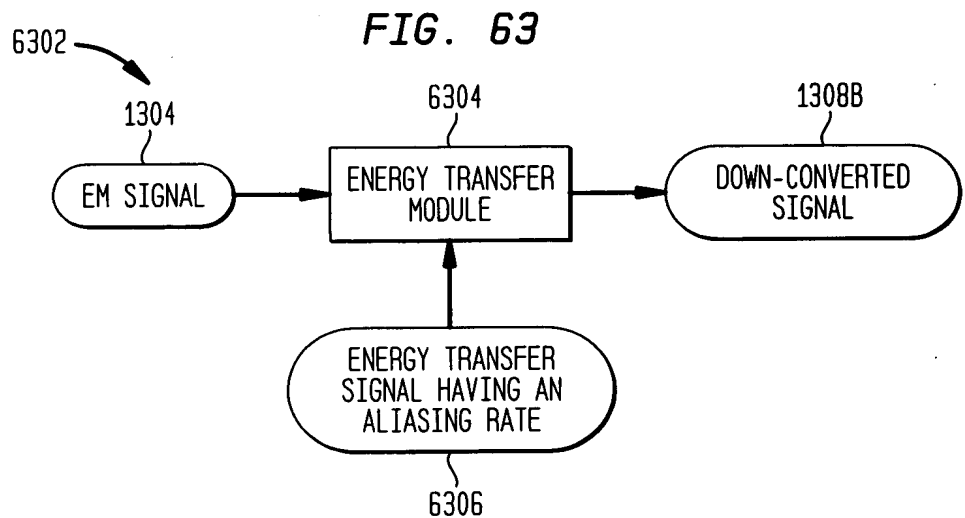 FIG. 63
6302
1304
6304
1308B
EM SIGNAL
ENERGY TRANSFER
MODULE
DOWN-CONVERTED
SIGNAL
ENERGY TRANSFER
SIGNAL HAVING AN
ALIASING RATE
6306